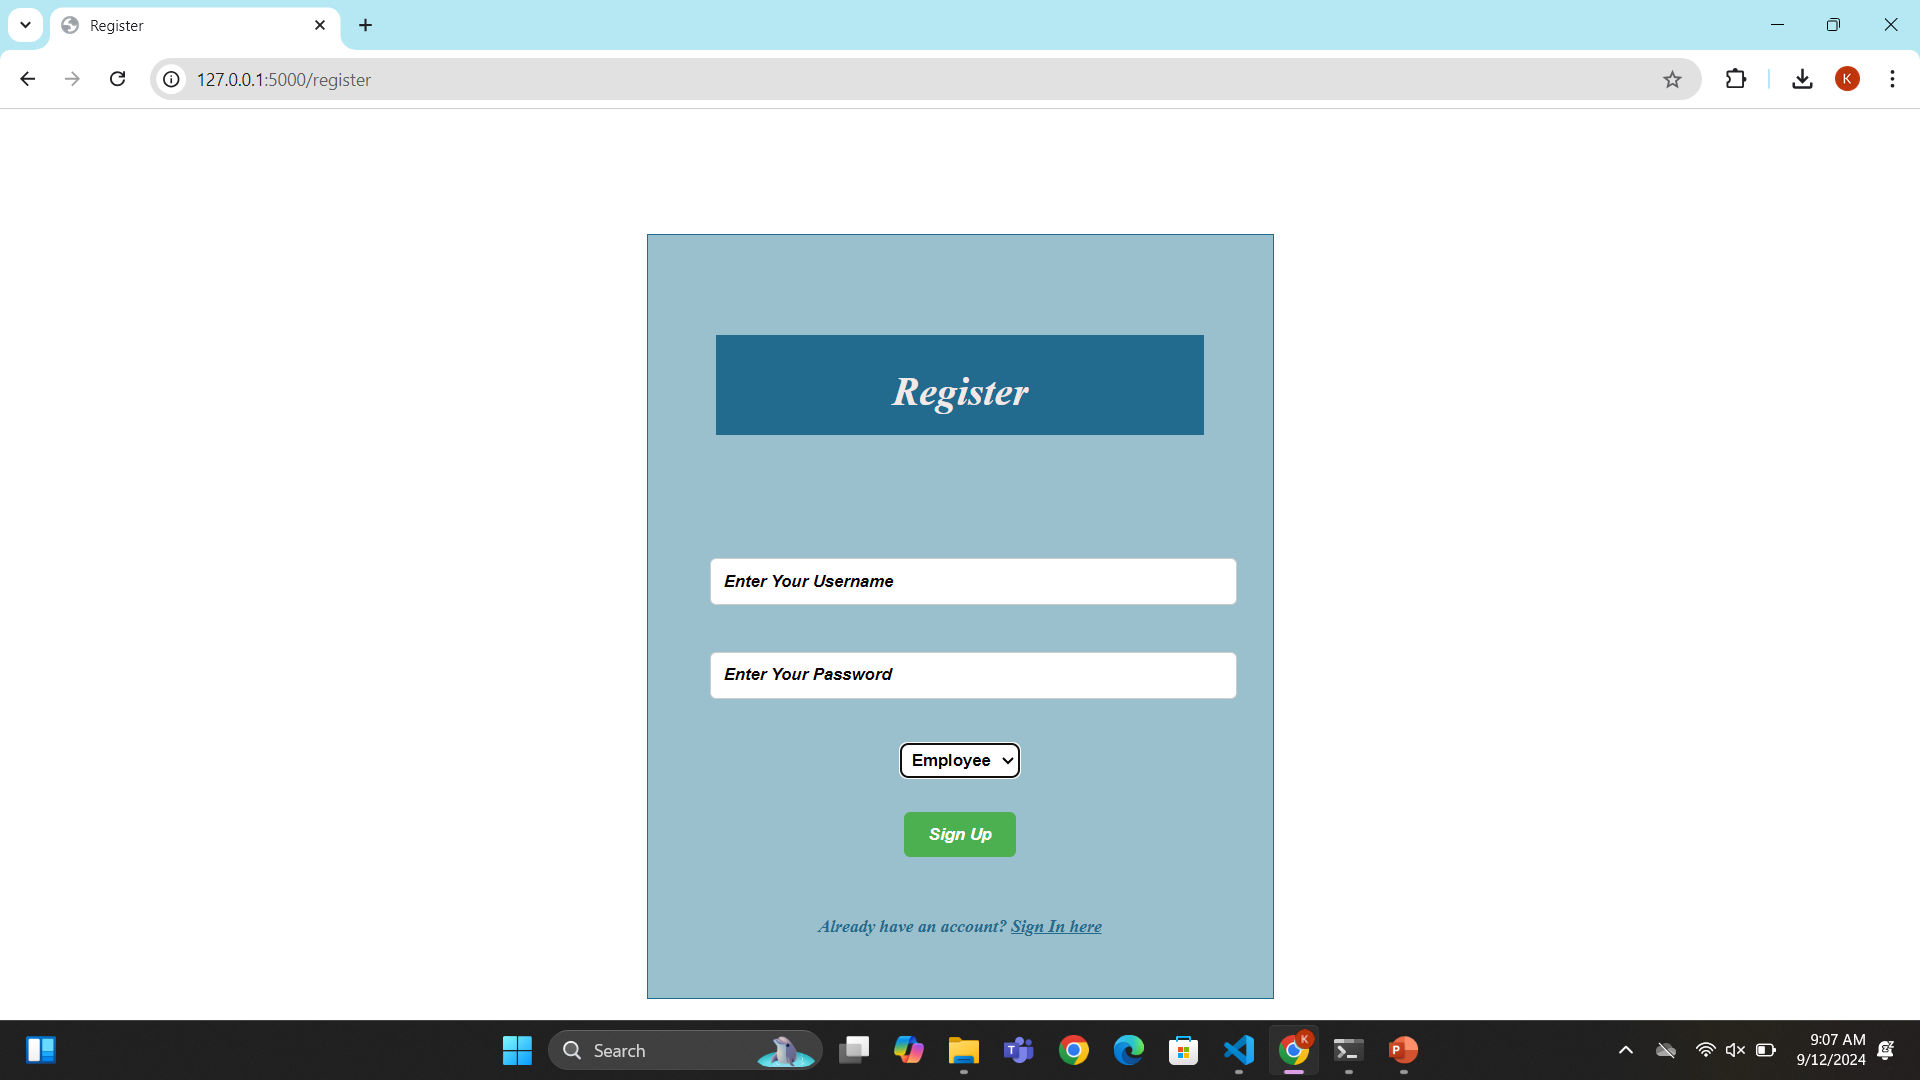 Register
127.0.0.1:5000/register
K
Register
Enter Your Username
Enter Your Password
Employee
Sign Up
Already have an account? Sign In here
Search
K
9:07 AM
9/12/2024